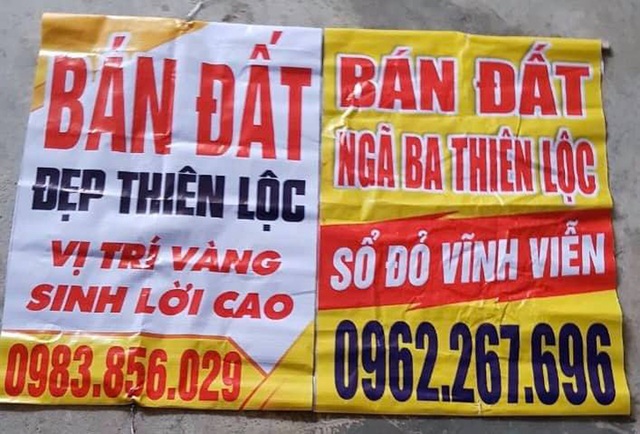 BÁN ĐẤT
ĐẸP THIÊN LỘC
VỊ TRÍ VÀNG
SINH LỜI CAO
0983.856.029
BÁN ĐẤT
NGÃ BA THIÊN LỘC
SỔ ĐỎ VĨNH VIỄN
0962.267.696